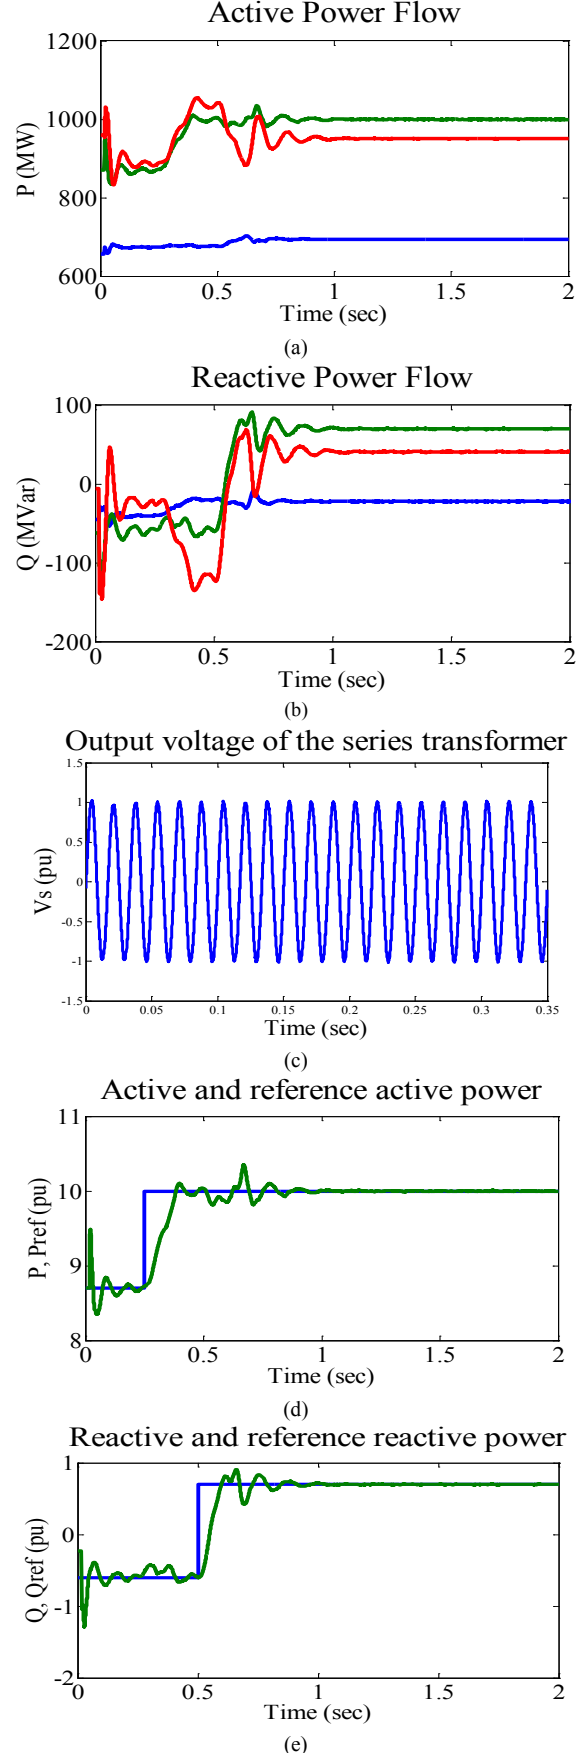 Active Power Flow
1200
1000
800
600
P (MW)
0
0.5
1
1.5
2
Time (sec)
(a)
Reactive Power Flow
100
0
-100
-200
Q (MVar)
0
0.5
1
1.5
2
Time (sec)
(b)
Output voltage of the series transformer
1.5
1
0.5
0
-0.5
-1
-1.5
Vs (pu)
0
0.05
0.1
0.15
0.2
0.25
0.3
0.35
Time (sec)
(c)
Active and reference active power
11
10
9
8
P, Pref (pu)
0
0.5
1
1.5
2
Time (sec)
(d)
Reactive and reference reactive power
1
0
-1
-2
Q, Qref (pu)
0
0.5
1
1.5
2
Time (sec)
(e)